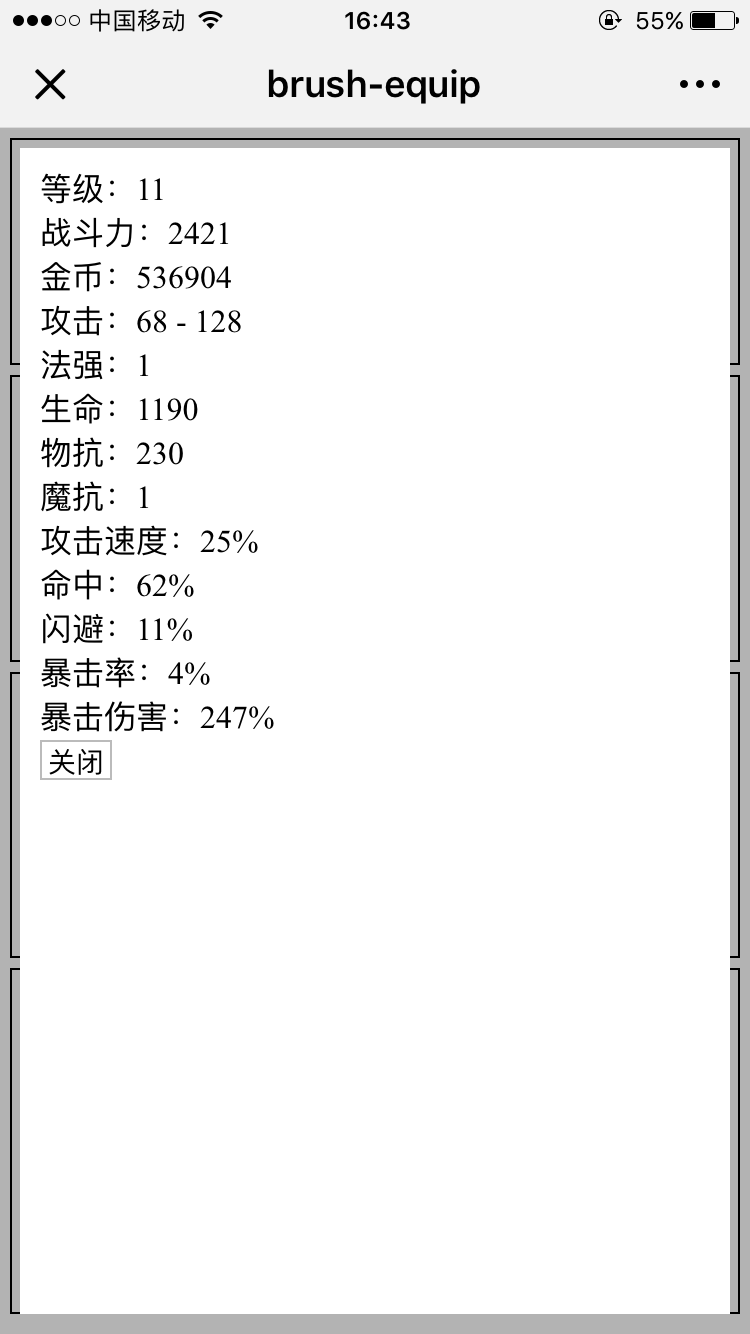 中国移动 16:43 55%
brush-equip
等级：11
战斗力：2421
金币：536904
攻击：68 - 128
法强：1
生命：1190
物抗：230
魔抗：1
攻击速度：25%
命中：62%
闪避：11%
暴击率：4%
暴击伤害：247%
关闭